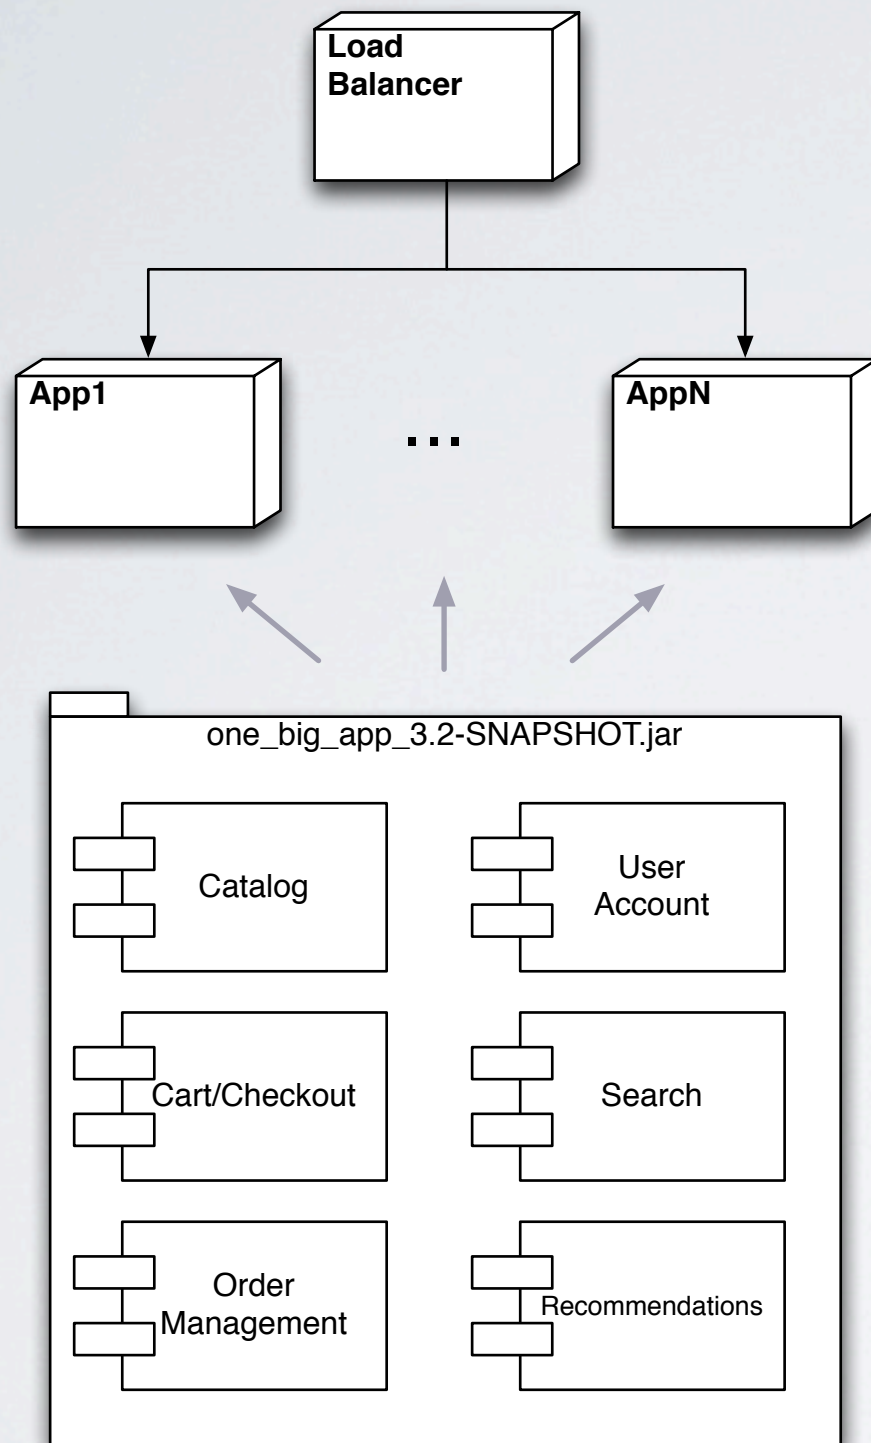 Load
Balancer
App1
...
AppN
one_big_app_3.2-SNAPSHOT.jar
Catalog
User
Account
Cart/Checkout
Search
Order
Management
Recommendations